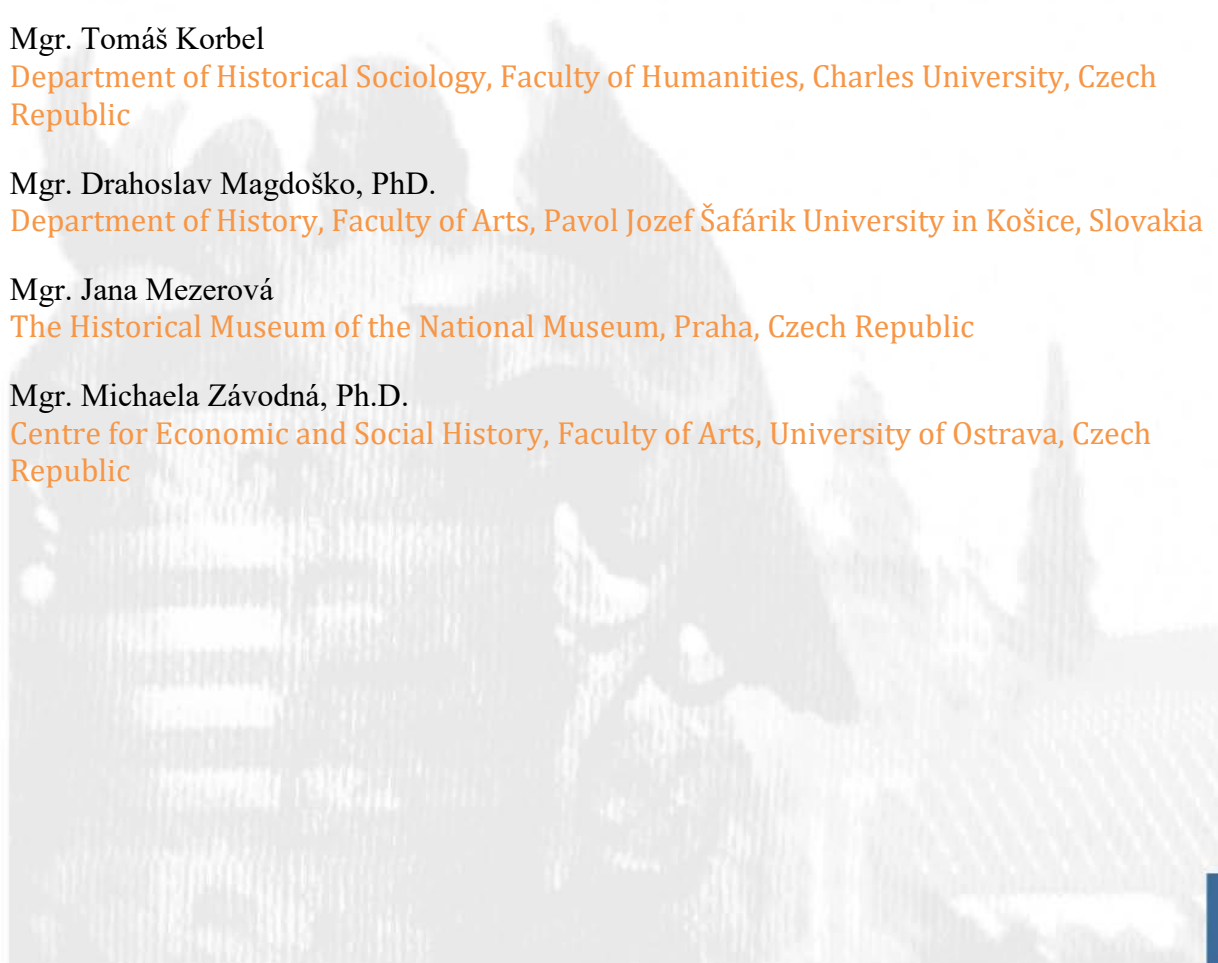 Mgr. Tomáš Korbel
Department of Historical Sociology, Faculty of Humanities, Charles University, Czech
Republic
Mgr. Drahoslav Magdoško, PhD.
Department of History, Faculty of Arts, Pavol Jozef Šafárik University in Košice, Slovakia
Mgr. Jana Mezerová
The Historical Museum of the National Museum, Praha, Czech Republic
Mgr. Michaela Závodná, Ph.D.
Centre for Economic and Social History, Faculty of Arts, University of Ostrava, Czech
Republic